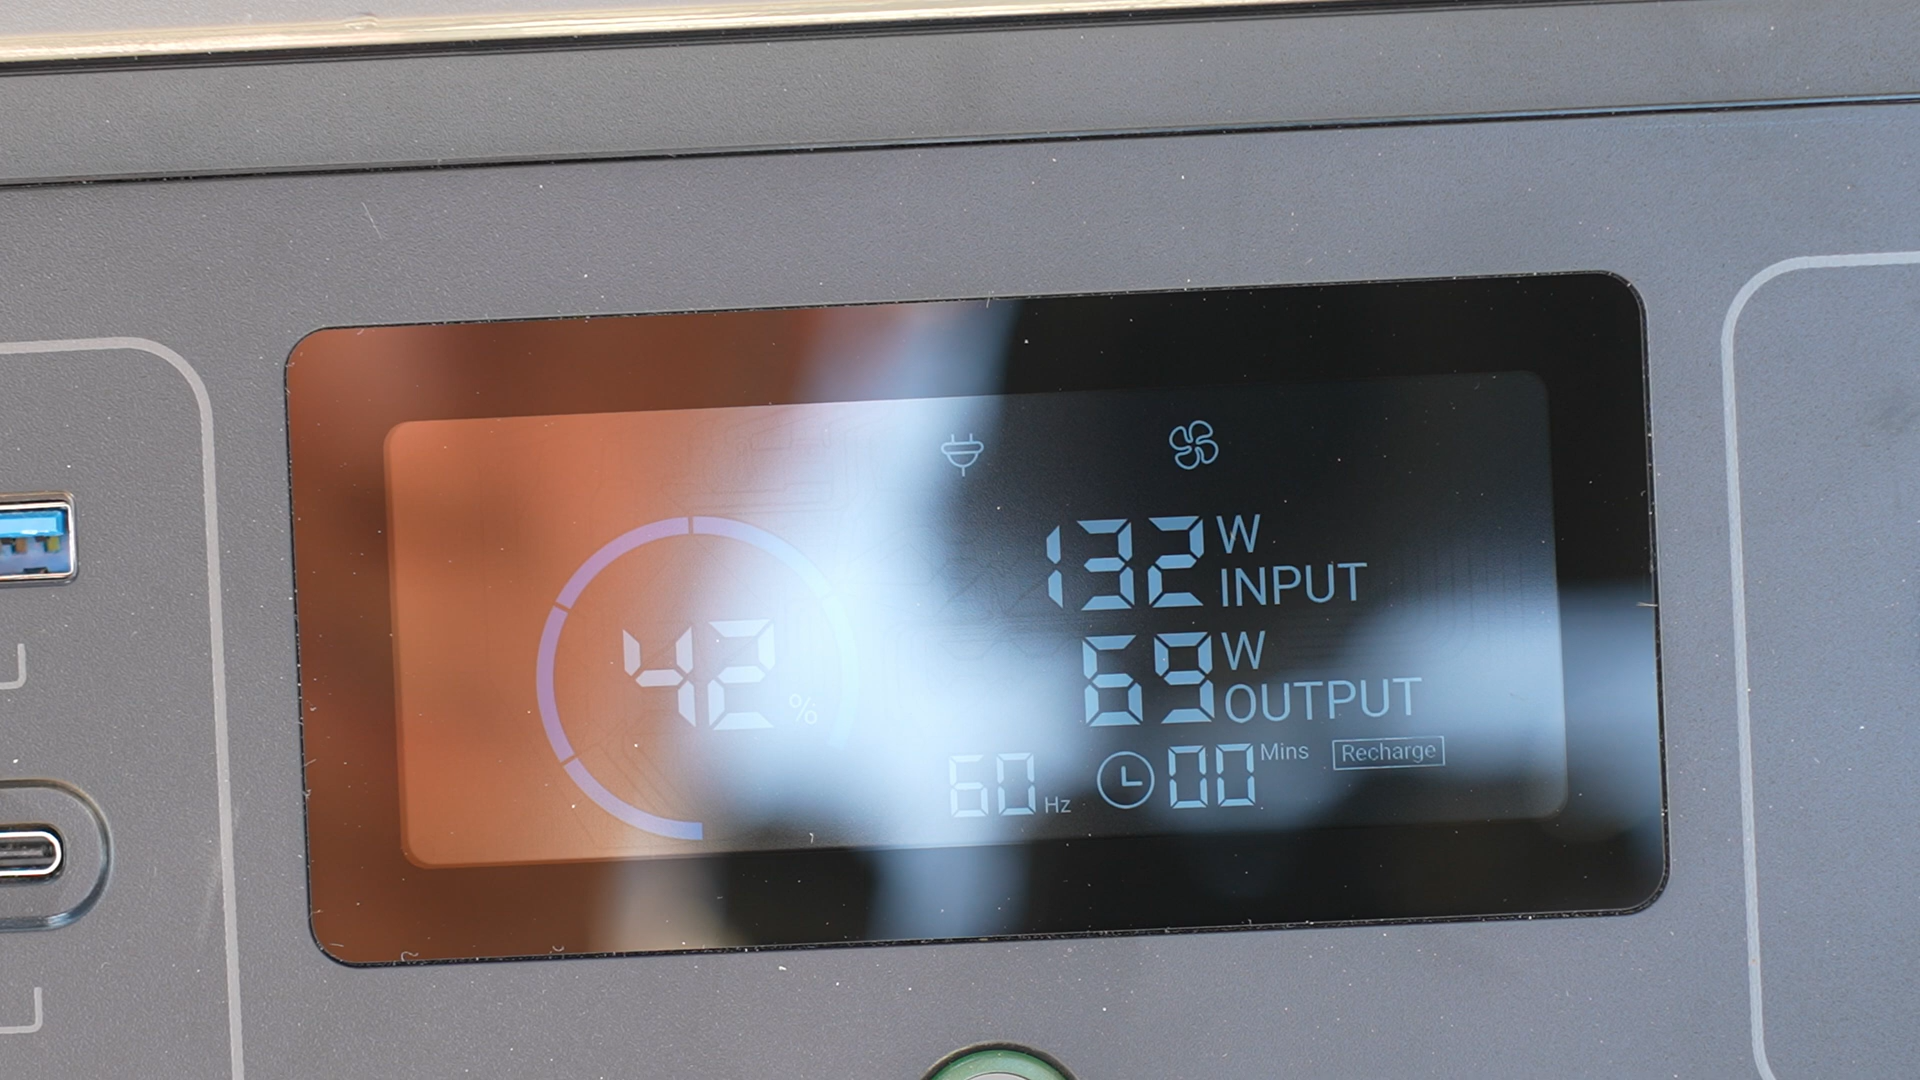 132 W
INPUT
42 %
69 W
OUTPUT
60 Hz 00 Mins Recharge